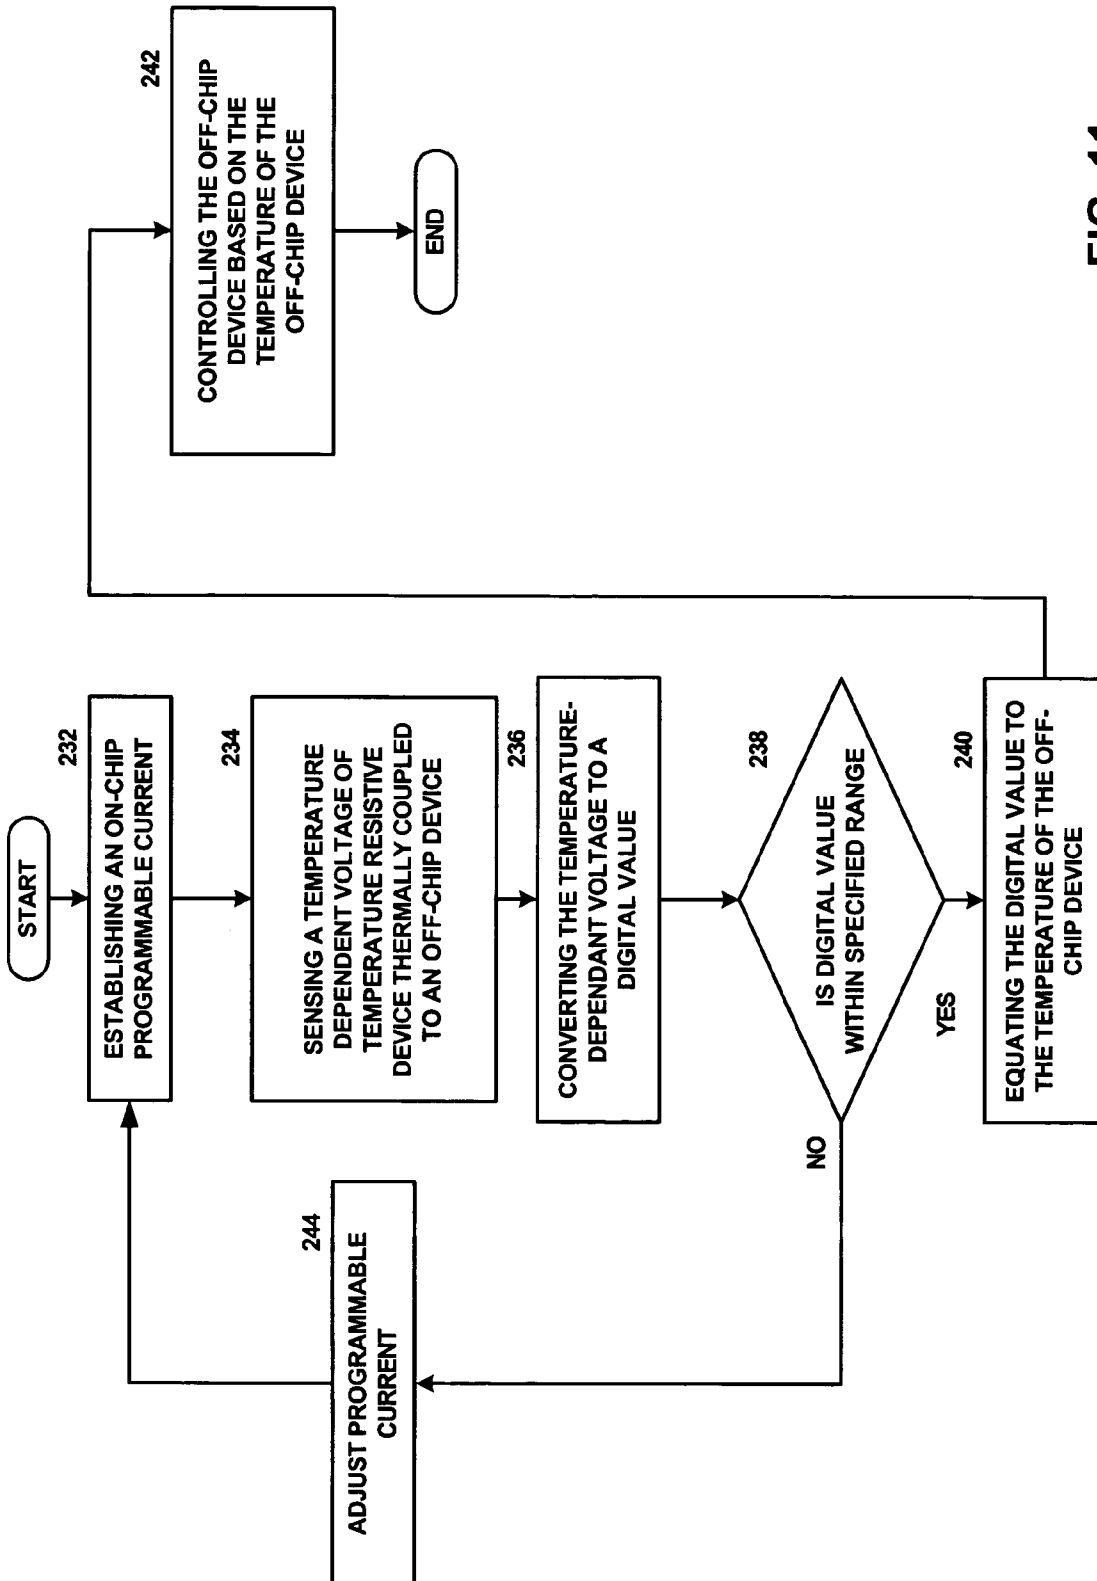 START
232
ESTABLISHING AN ON-CHIP
PROGRAMMABLE CURRENT
234
SENSING A TEMPERATURE
DEPENDENT VOLTAGE OF
TEMPERATURE RESISTIVE
DEVICE THERMALLY COUPLED
TO AN OFF-CHIP DEVICE
236
CONVERTING THE TEMPERATURE-
DEPENDANT VOLTAGE TO A
DIGITAL VALUE
238
IS DIGITAL VALUE
WITHIN SPECIFIED RANGE
NO
YES
244
ADJUST PROGRAMMABLE
CURRENT
240
EQUATING THE DIGITAL VALUE TO
THE TEMPERATURE OF THE OFF-
CHIP DEVICE
242
CONTROLLING THE OFF-CHIP
DEVICE BASED ON THE
TEMPERATURE OF THE
OFF-CHIP DEVICE
END